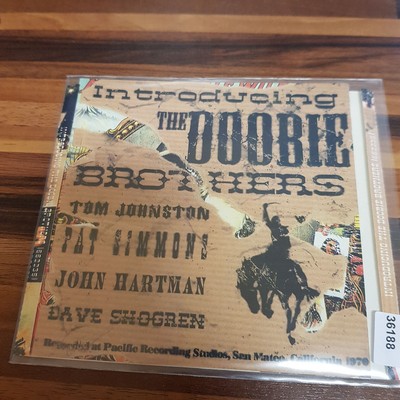 Introducing
THE DOOBIE
BROTHERS
TOM JOHNSTON
PAT SIMMONS
JOHN HARTMAN
DAVE SHOGREN
Recorded at Pacific Recording Studios, San Mateo, California 1970
36188